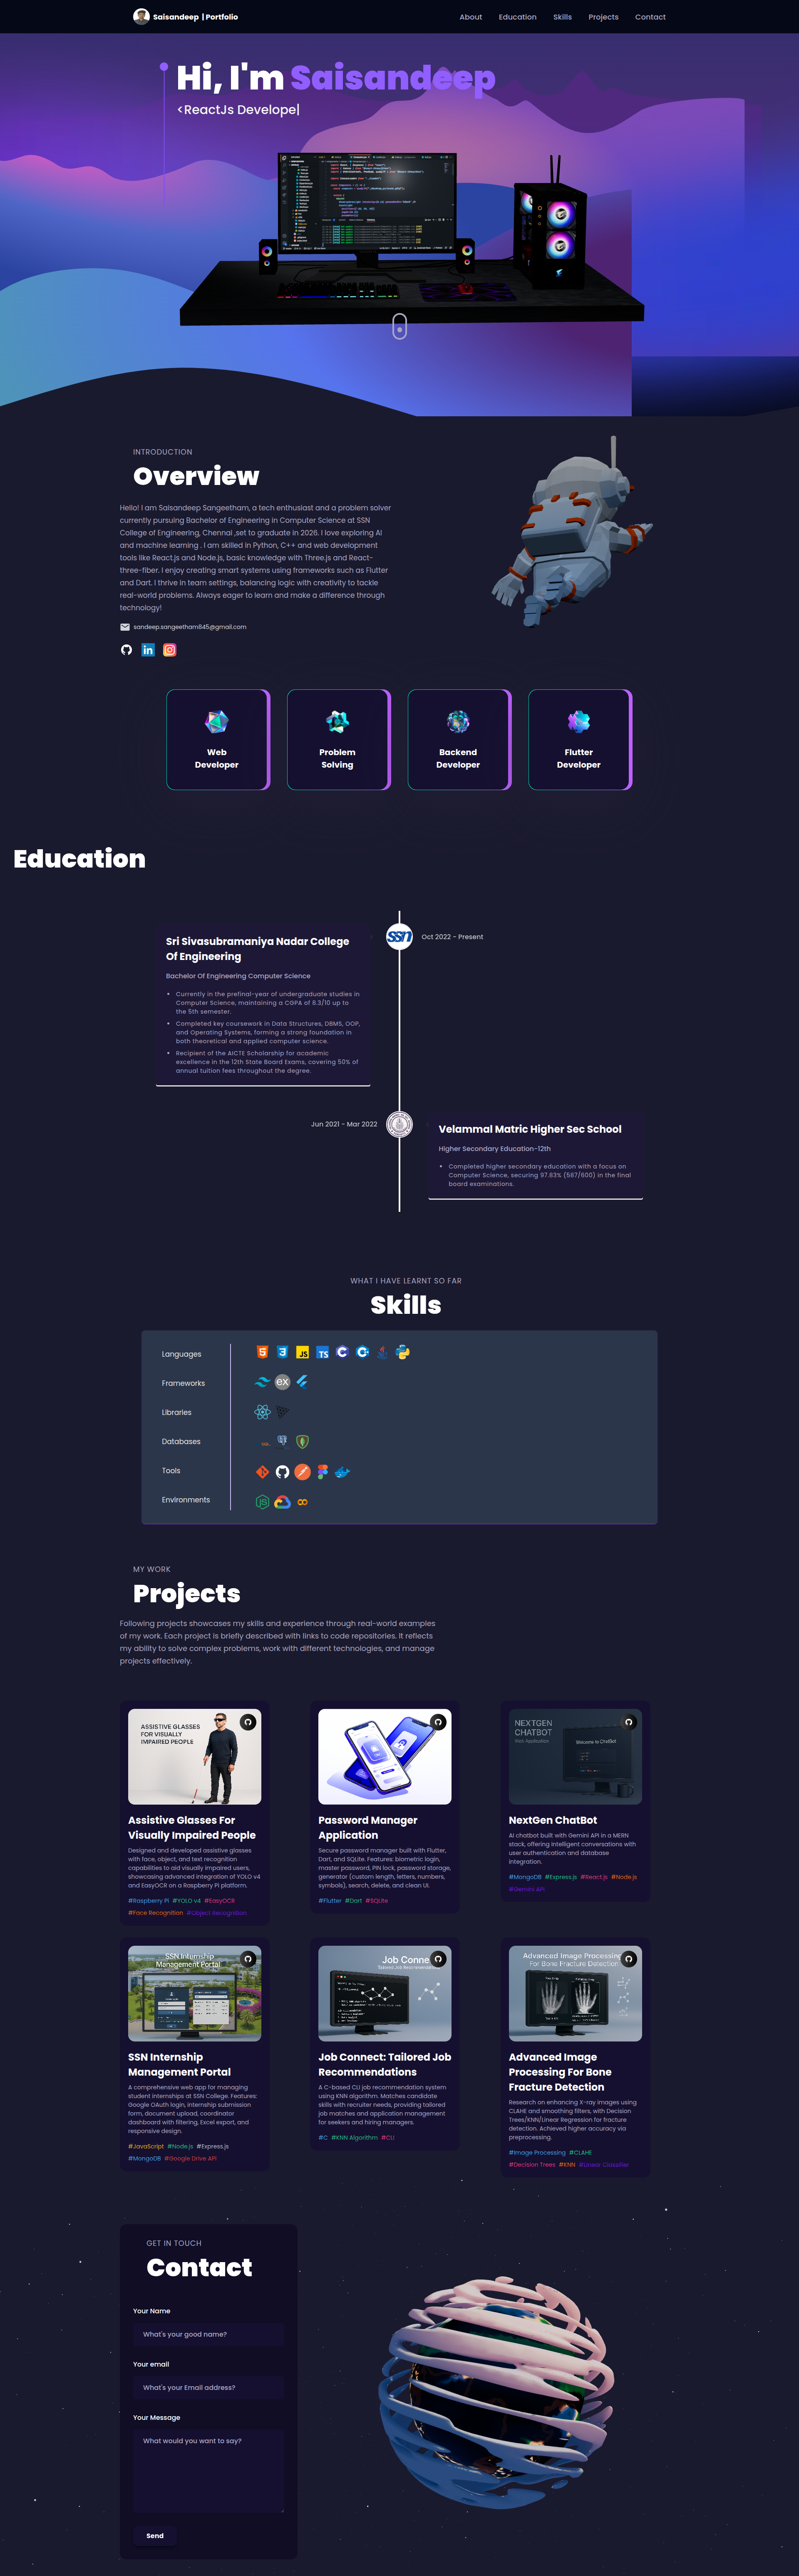 Saisandeep | Portfolio
About Education Skills Projects Contact
Hi, I'm Saisandeep
<ReactJs Develope|
INTRODUCTION
Overview
Hello! I am Saisandeep Sangeetham, a tech enthusiast and a problem solver
currently pursuing Bachelor of Engineering in Computer Science at SSN
College of Engineering, Chennai ,set to graduate in 2026. I love exploring AI
and machine learning . I am skilled in Python, C++ and web development
tools like React.js and Node.js, basic knowledge with Three.js and React-
three-fiber. I enjoy creating smart systems using frameworks such as Flutter
and Dart. I thrive in team settings, balancing logic with creativity to tackle
real-world problems. Always eager to learn and make a difference through
technology!
sandeep.sangeetham845@gmail.com
Web
Developer
Problem
Solving
Backend
Developer
Flutter
Developer
Education
Sri Sivasubramaniya Nadar College
Of Engineering
Bachelor Of Engineering Computer Science
• Currently in the prefinal-year of undergraduate studies in
Computer Science, maintaining a CGPA of 8.3/10 up to
the 5th semester.
• Completed key coursework in Data Structures, DBMS, OOP,
and Operating Systems, forming a strong foundation in
both theoretical and applied computer science.
• Recipient of the AICTE Scholarship for academic
excellence in the 12th State Board Exams, covering 50% of
annual tuition fees throughout the degree.
ssn
Oct 2022 - Present
Jun 2021 - Mar 2022
Velammal Matric Higher Sec School
Higher Secondary Education-12th
• Completed higher secondary education with a focus on
Computer Science, securing 97.83% (587/600) in the final
board examinations.
WHAT I HAVE LEARNT SO FAR
Skills
Languages
JS TS
Frameworks
ex
Libraries
Databases
Tools
Environments
MY WORK
Projects
Following projects showcases my skills and experience through real-world examples
of my work. Each project is briefly described with links to code repositories. It reflects
my ability to solve complex problems, work with different technologies, and manage
projects effectively.
ASSISTIVE GLASSES
FOR VISUALLY
IMPAIRED PEOPLE
Assistive Glasses For
Visually Impaired People
Designed and developed assistive glasses
with face, object, and text recognition
capabilities to aid visually impaired users,
showcasing advanced integration of YOLO v4
and EasyOCR on a Raspberry Pi platform.
#Raspberry Pi #YOLO v4 #EasyOCR
#Face Recognition #Object Recognition
Password Manager
Application
Secure password manager built with Flutter,
Dart, and SQLite. Features: biometric login,
master password, PIN lock, password storage,
generator (custom length, letters, numbers,
symbols), search, delete, and clean UI.
#Flutter #Dart #SQLite
NEXTGEN
CHATBOT
Web Application
Welcome to ChatBot
NextGen ChatBot
AI chatbot built with Gemini API in a MERN
stack, offering intelligent conversations with
user authentication and database
integration.
#MongoDB #Express.js #React.js #Node.js
#Gemini API
SSN Internship
Management Portal
SSN Internship
Management Portal
A comprehensive web app for managing
student internships at SSN College. Features:
Google OAuth login, internship submission
form, document upload, coordinator
dashboard with filtering, Excel export, and
responsive design.
#JavaScript #Node.js #Express.js
#MongoDB #Google Drive API
Job Conne
Tailored Job Recommendations
Job Connect: Tailored Job
Recommendations
A C-based CLI job recommendation system
using KNN algorithm. Matches candidate
skills with recruiter needs, providing tailored
job matches and application management
for seekers and hiring managers.
#C #KNN Algorithm #CLI
Advanced Image Processing
For Bone Fracture Detection
Advanced Image
Processing For Bone
Fracture Detection
Research on enhancing X-ray images using
CLAHE and smoothing filters, with Decision
Trees/KNN/Linear Regression for fracture
detection. Achieved higher accuracy via
preprocessing.
#Image Processing #CLAHE
#Decision Trees #KNN #Linear Classifier
GET IN TOUCH
Contact
Your Name
What's your good name?
Your email
What's your Email address?
Your Message
What would you want to say?
Send